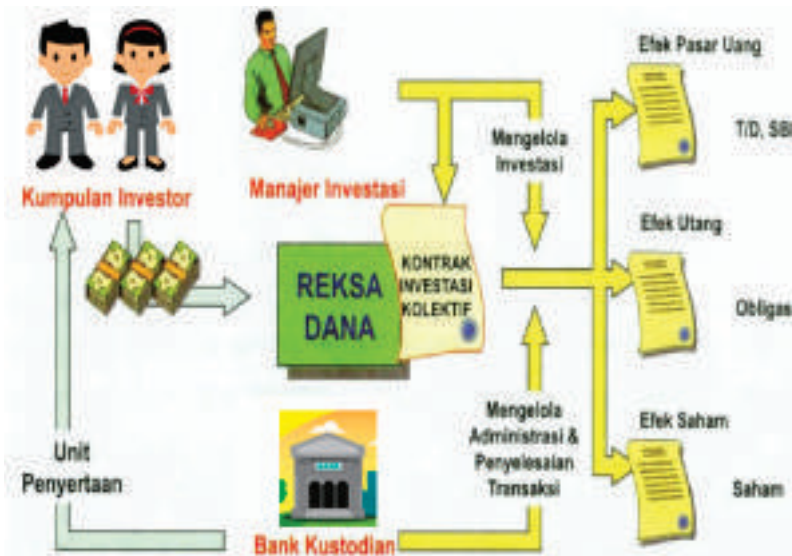 Efek Pasar Uang
T/D, SBI
Kumpulan Investor
Manajer Investasi
Mengelola
Investasi
Efek Utang
REKSA
DANA
KONTRAK
INVESTASI
KOLEKTIF
Obligas
Mengelola
Administrasi &
Penyelesaian
Transaksi
Efek Saham
Saham
Unit
Penyertaan
Bank Kustodian